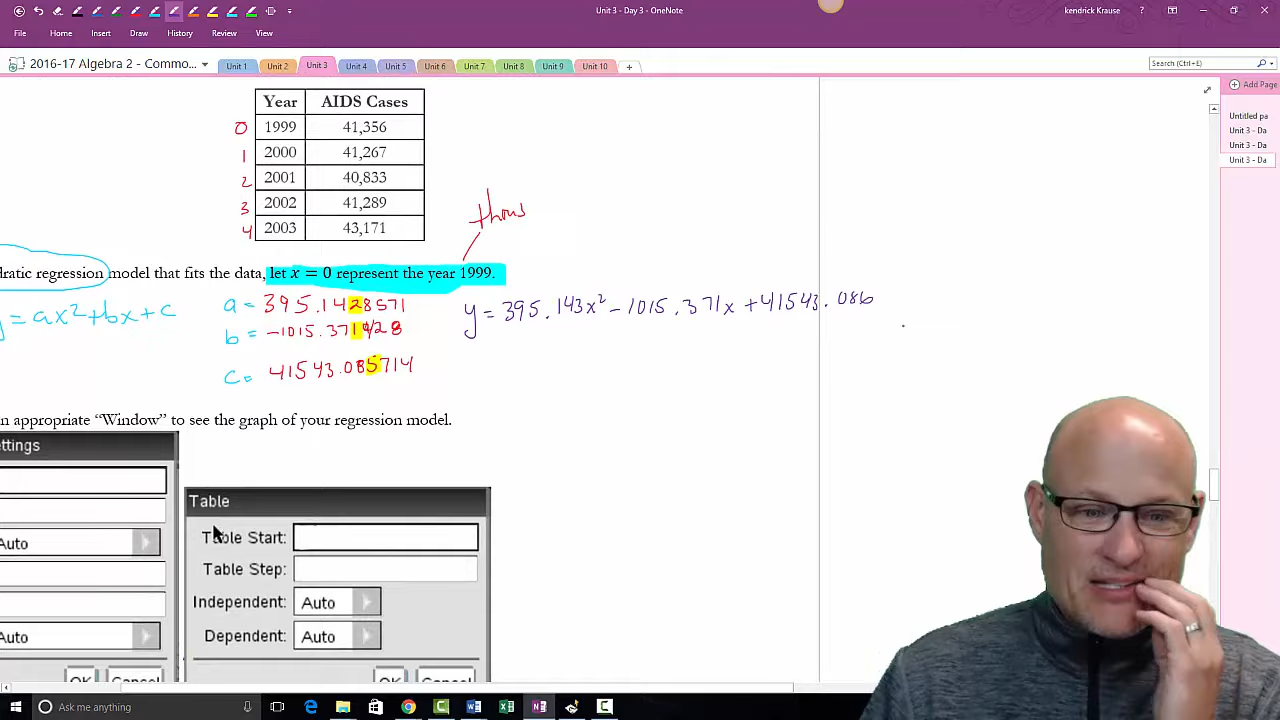 Unit 3 - Day 3 - OneNote
kendrick Krause
File Home Insert Draw History Review View
2016-17 Algebra 2 - Commo...
Unit 1 Unit 2 Unit 3 Unit 4 Unit 5 Unit 6 Unit 7 Unit 8 Unit 9 Unit 10
Search (Ctrl+E)
Add Page
Untitled pa
Unit 3 - Da
Unit 3 - Da
Unit 3 - Da
Year AIDS Cases
0 1999 41,356
1 2000 41,267
2 2001 40,833
3 2002 41,289
4 2003 43,171
thous
dratic regression model that fits the data, let x = 0 represent the year 1999.
y = ax²+bx+c
a = 395.1428571
b = -1015.371428
c = 41543.085714
y = 395.143x² - 1015.371x + 41543.086
n appropriate “Window” to see the graph of your regression model.
ettings
Auto
Auto
OK Cancel
Table
Table Start:
Table Step:
Independent: Auto
Dependent: Auto
OK Cancel
Ask me anything